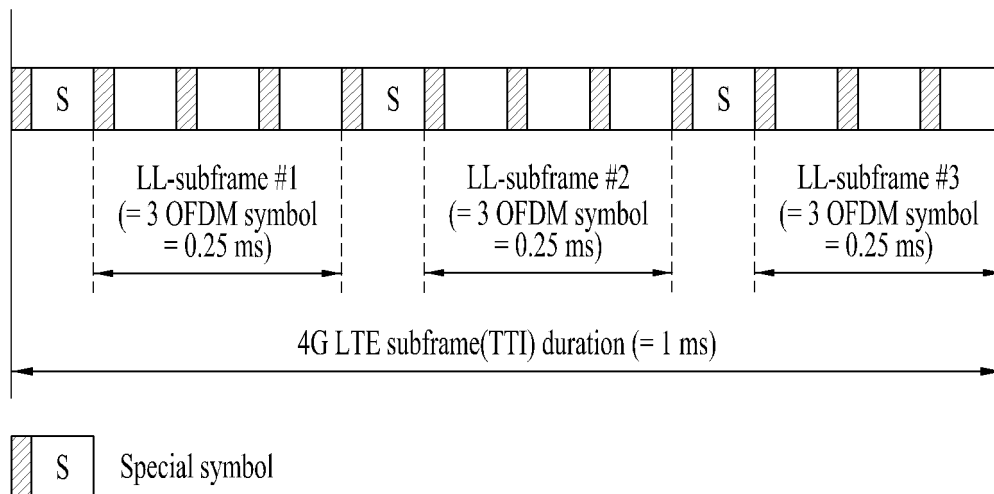 S S S
LL-subframe #1
(= 3 OFDM symbol
= 0.25 ms)
LL-subframe #2
(= 3 OFDM symbol
= 0.25 ms)
LL-subframe #3
(= 3 OFDM symbol
= 0.25 ms)
4G LTE subframe(TTI) duration (= 1 ms)
S Special symbol